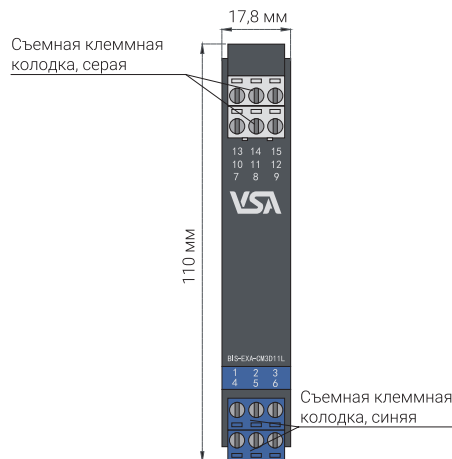 17,8 мм
Съемная клеммная
колодка, серая
13 14 15
10 11 12
7 8 9
VSA
110 мм
BIS-EXA-CM3D11L
1 2 3
4 5 6
Съемная клеммная
колодка, синяя